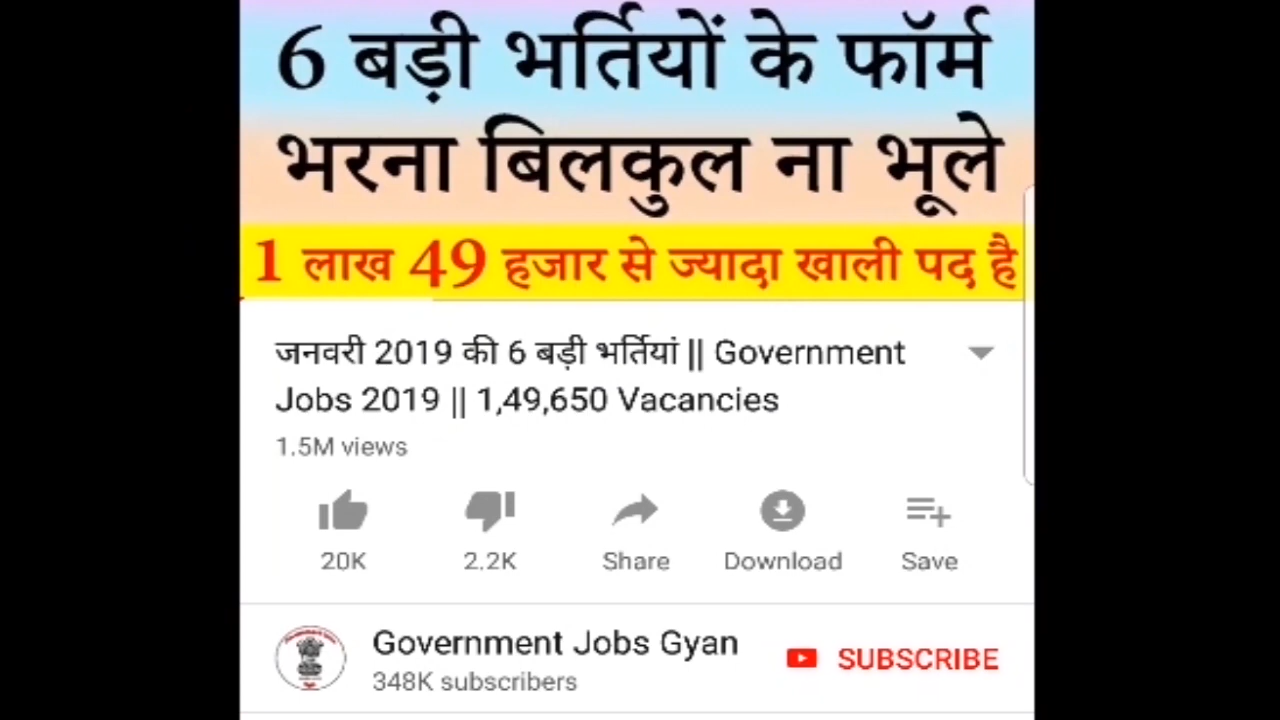 6 बड़ी भर्तियों के फॉर्म
भरना बिलकुल ना भूले
1 लाख 49 हजार से ज्यादा खाली पद है
जनवरी 2019 की 6 बड़ी भर्तियां || Government
Jobs 2019 || 1,49,650 Vacancies
1.5M views
20K 2.2K Share Download Save
Government Jobs Gyan
348K subscribers
SUBSCRIBE